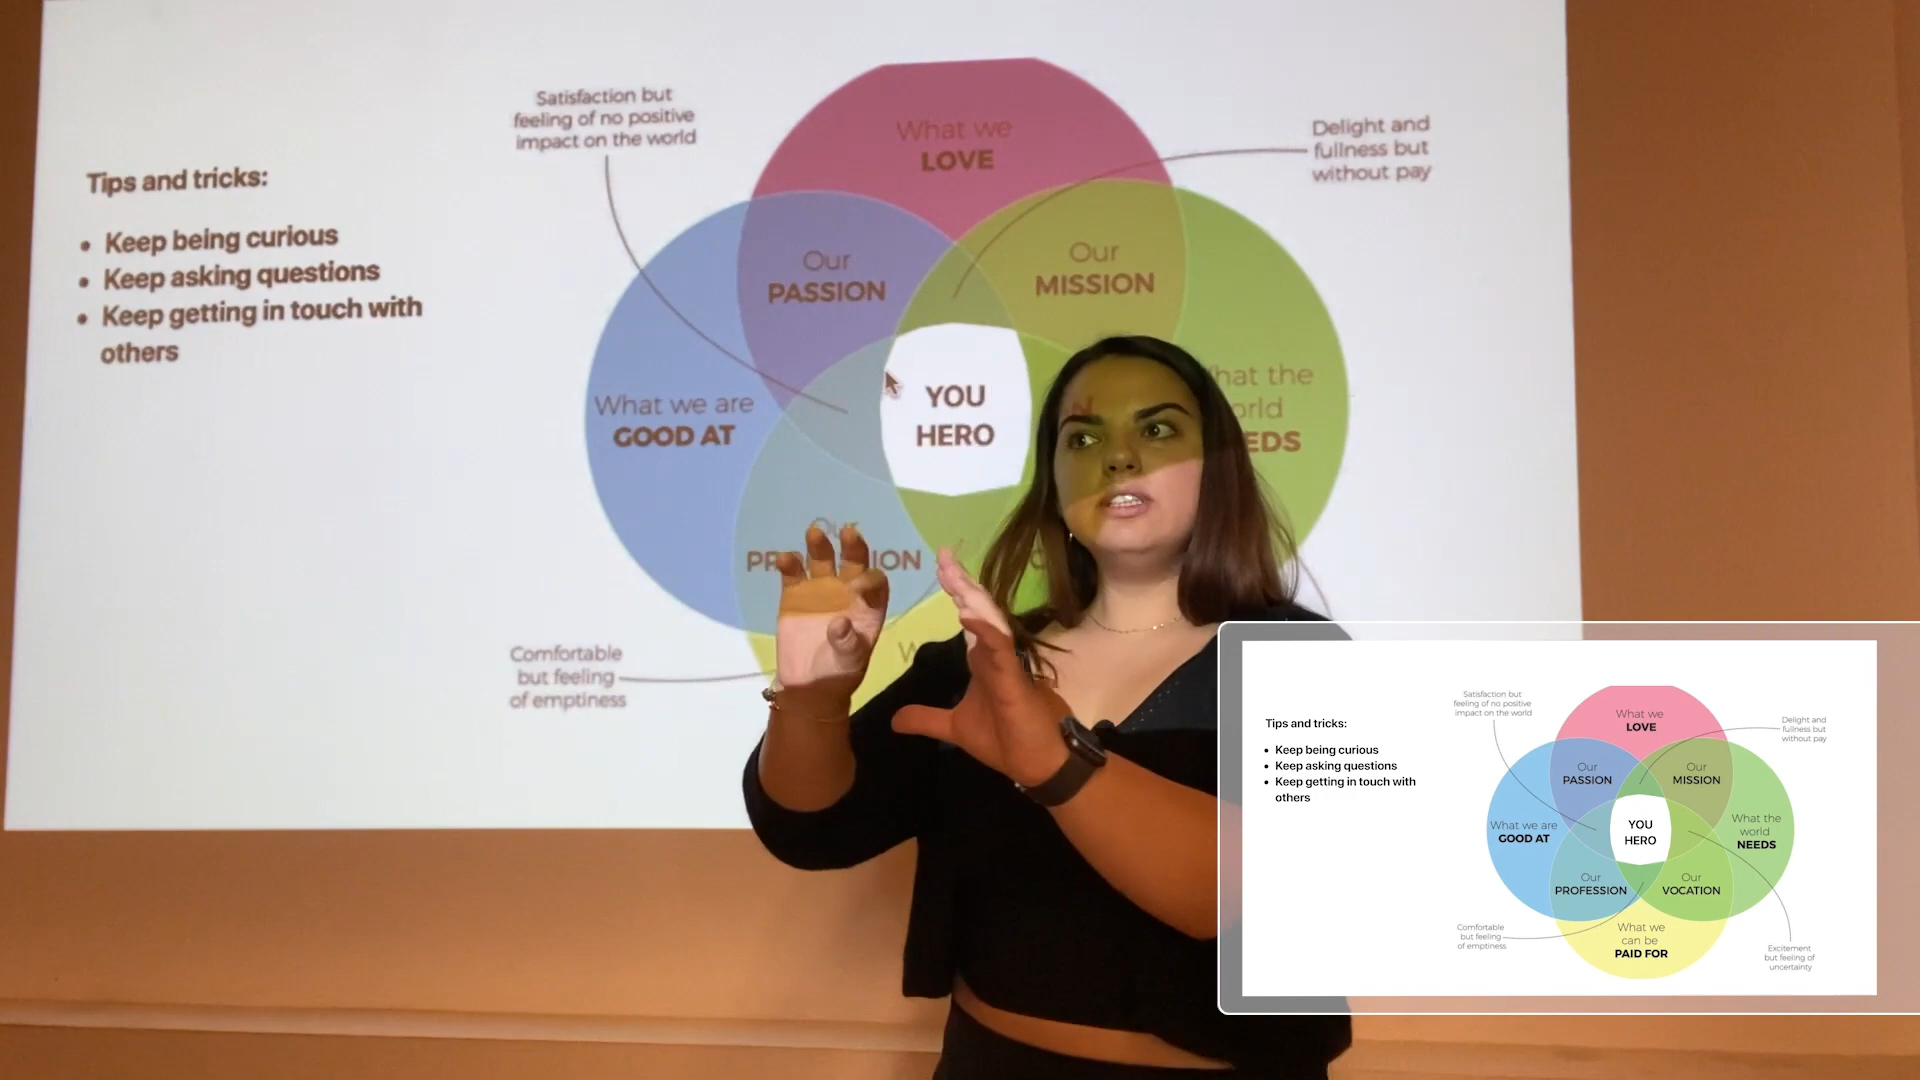 Tips and tricks:
• Keep being curious
• Keep asking questions
• Keep getting in touch with
others
Satisfaction but
feeling of no positive
impact on the world
What we
LOVE
Delight and
fullness but
without pay
Our
PASSION
Our
MISSION
What we are
GOOD AT
YOU
HERO
hat the
orld
EDS
Our
PR ION
Comfortable
but feeling
of emptiness
Tips and tricks:
• Keep being curious
• Keep asking questions
• Keep getting in touch with
others
Satisfaction but
feeling of no positive
impact on the world
What we
LOVE
Delight and
fullness but
without pay
Our
PASSION
Our
MISSION
What we are
GOOD AT
YOU
HERO
What the
world
NEEDS
Our
PROFESSION
Our
VOCATION
What we
can be
PAID FOR
Comfortable
but feeling
of emptiness
Excitement
but feeling of
uncertainty